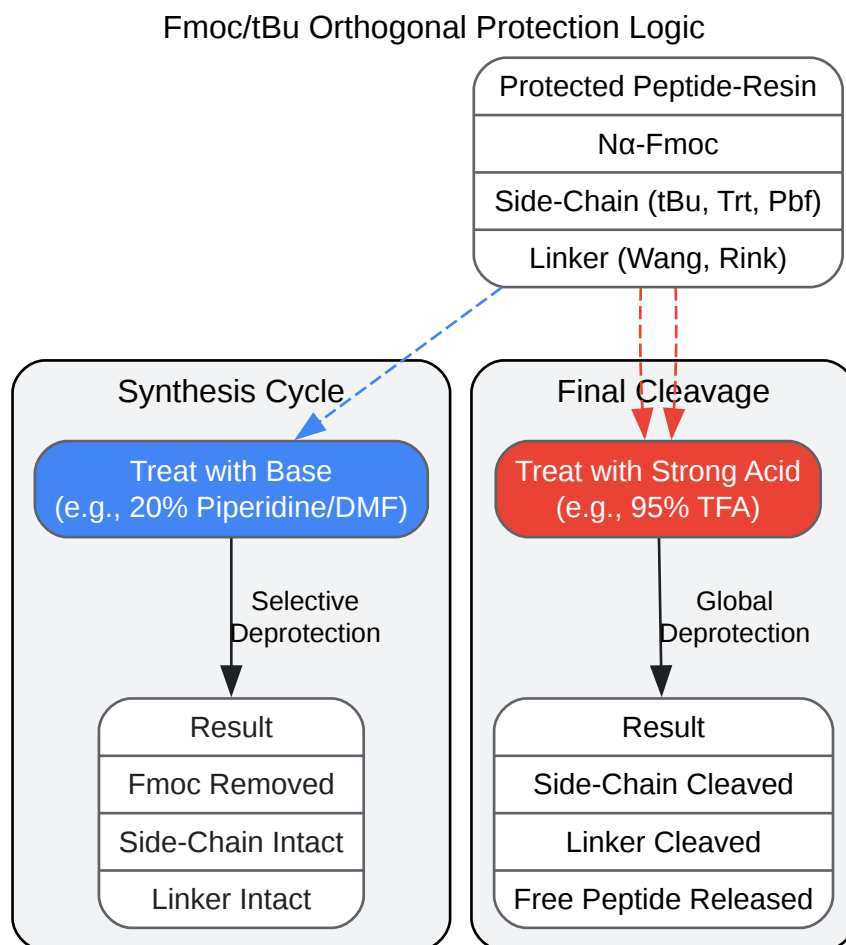 Fmoc/tBu Orthogonal Protection Logic
Protected Peptide-Resin
Nα-Fmoc
Side-Chain (tBu, Trt, Pbf)
Linker (Wang, Rink)
Synthesis Cycle
Treat with Base
(e.g., 20% Piperidine/DMF)
Selective
Deprotection
Result
Fmoc Removed
Side-Chain Intact
Linker Intact
Final Cleavage
Treat with Strong Acid
(e.g., 95% TFA)
Global
Deprotection
Result
Side-Chain Cleaved
Linker Cleaved
Free Peptide Released